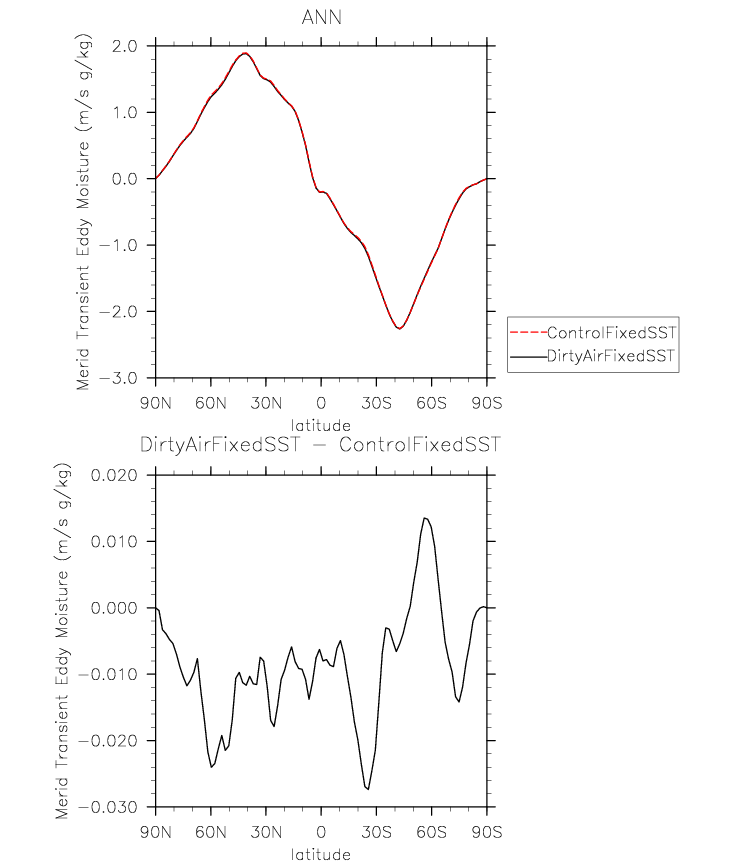 ANN
Merid Transient Eddy Moisture (m/s g/kg)
2.0
1.0
0.0
−1.0
−2.0
−3.0
90N 60N 30N 0 30S 60S 90S
latitude
ControlFixedSST
DirtyAirFixedSST
DirtyAirFixedSST − ControlFixedSST
Merid Transient Eddy Moisture (m/s g/kg)
0.020
0.010
0.000
−0.010
−0.020
−0.030
90N 60N 30N 0 30S 60S 90S
latitude